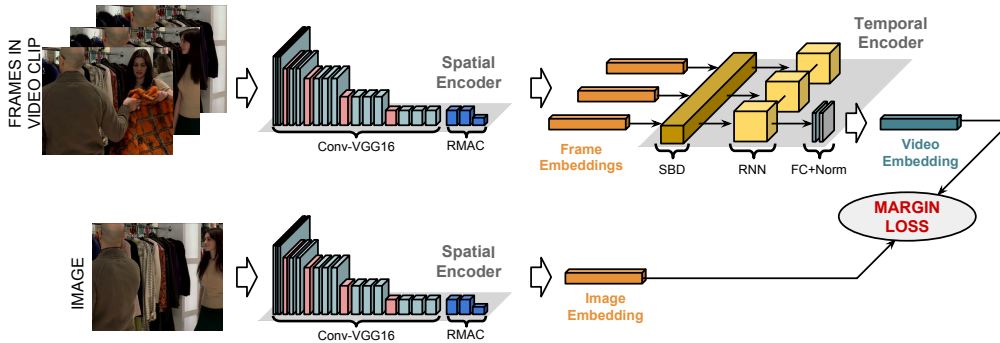 FRAMES IN
VIDEO CLIP
Spatial
Encoder
Conv-VGG16
RMAC
Frame
Embeddings
Temporal
Encoder
SBD
RNN
FC+Norm
Video
Embedding
MARGIN
LOSS
IMAGE
Spatial
Encoder
Conv-VGG16
RMAC
Image
Embedding